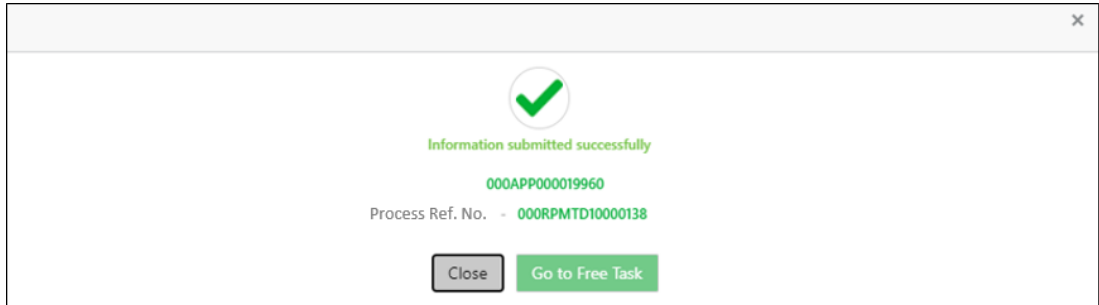 ×
Information submitted successfully
000APP000019960
Process Ref. No. - 000RPMTD10000138
Close Go to Free Task